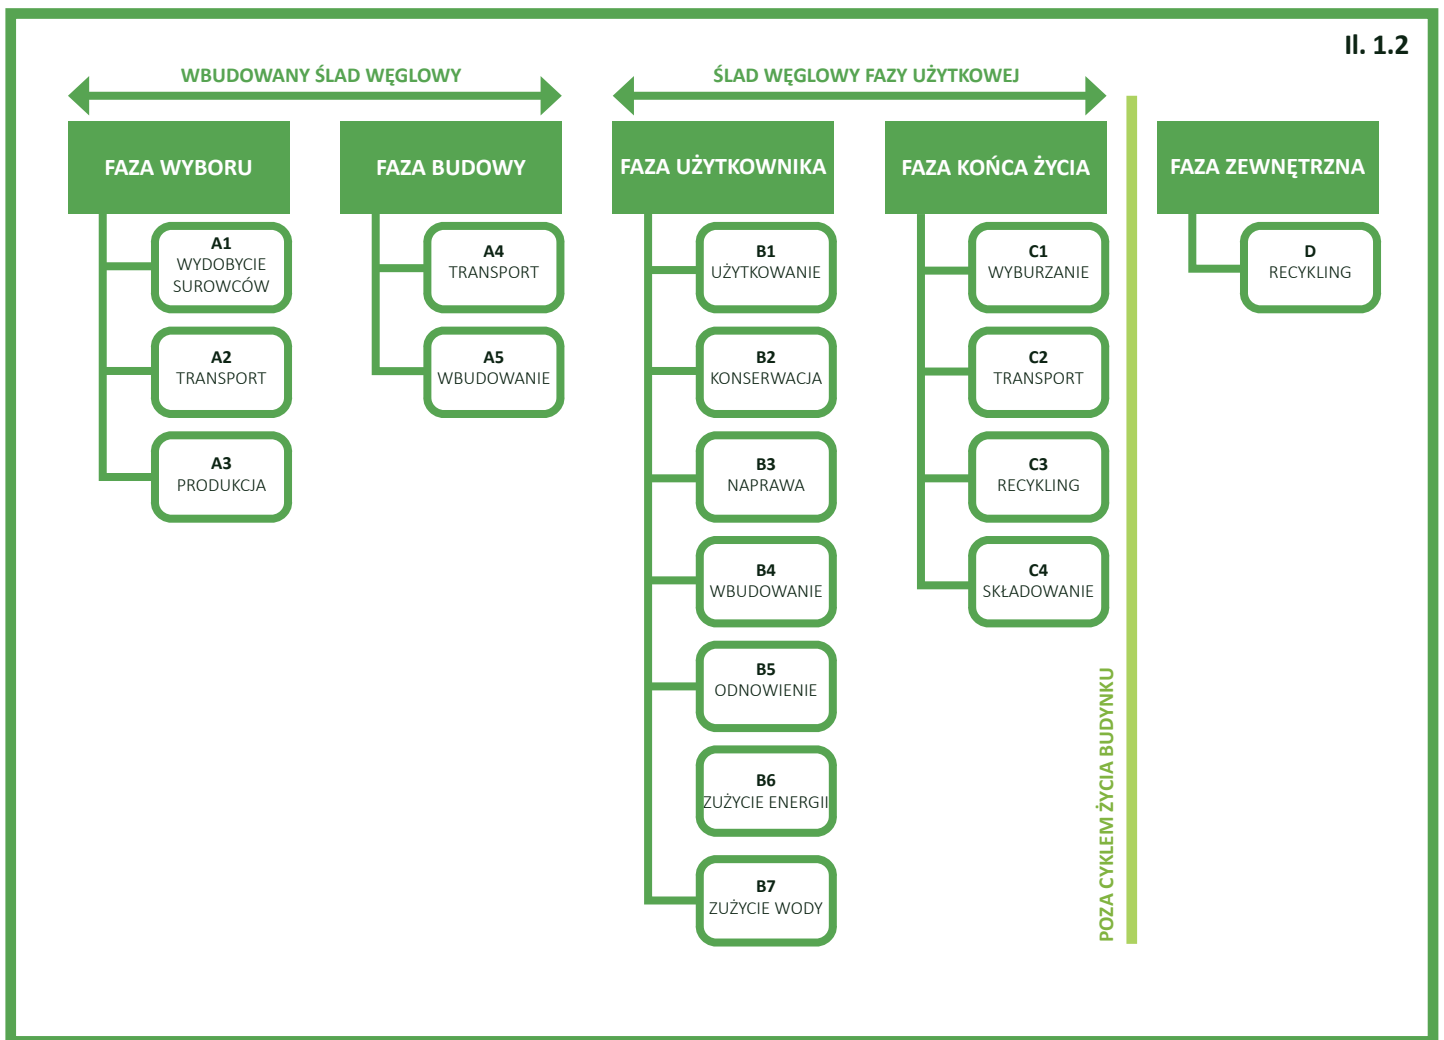 Il. 1.2
WBUDOWANY ŚLAD WĘGLOWY
ŚLAD WĘGLOWY FAZY UŻYTKOWEJ
FAZA WYBORU
A1
WYDOBYCIE
SUROWCÓW
A2
TRANSPORT
A3
PRODUKCJA
FAZA BUDOWY
A4
TRANSPORT
A5
WBUDOWANIE
FAZA UŻYTKOWNIKA
B1
UŻYTKOWANIE
B2
KONSERWACJA
B3
NAPRAWA
B4
WBUDOWANIE
B5
ODNOWIENIE
B6
ZUŻYCIE ENERGII
B7
ZUŻYCIE WODY
FAZA KOŃCA ŻYCIA
C1
WYBURZANIE
C2
TRANSPORT
C3
RECYKLING
C4
SKŁADOWANIE
POZA CYKLEM ŻYCIA BUDYNKU
FAZA ZEWNĘTRZNA
D
RECYKLING